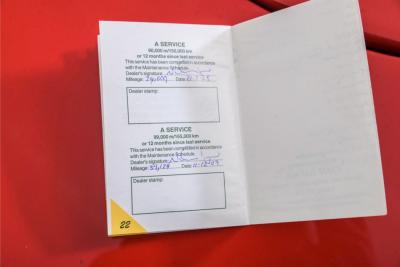 A SERVICE
90,000 m/150,000 km
or 12 months since last service
This service has been completed in accordance
with the Maintenance Schedule.
Dealer's signature:
Mileage: Date:
Dealer stamp:
A SERVICE
99,000 m/165,000 km
or 12 months since last service
This service has been completed in accordance
with the Maintenance Schedule.
Dealer's signature:
Mileage: Date:
Dealer stamp:
22